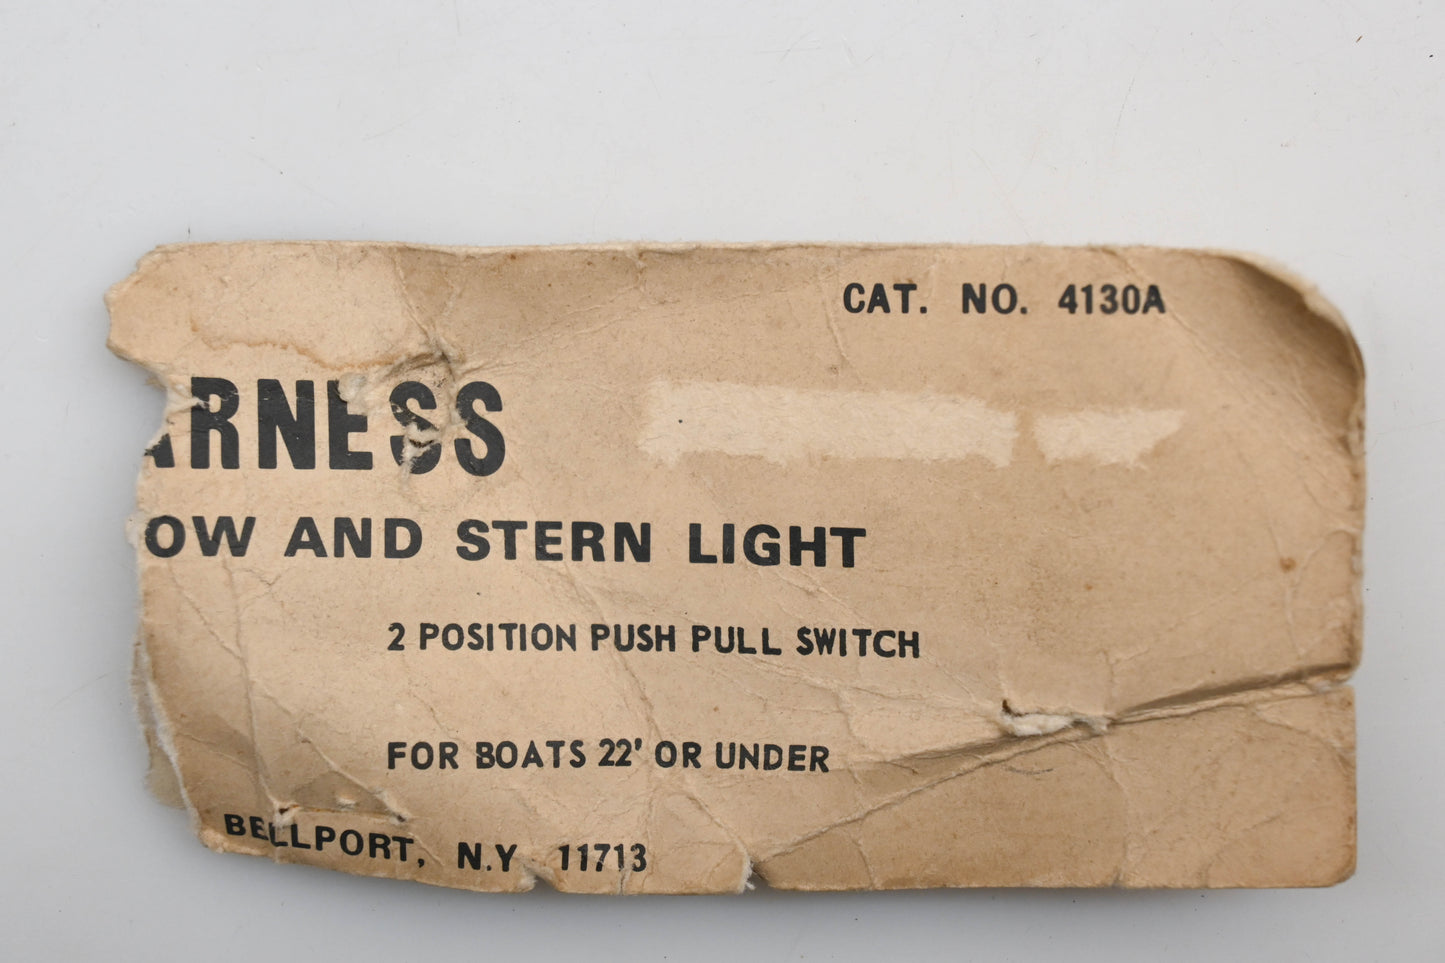 CAT. NO. 4130A
ARNESS
OW AND STERN LIGHT
2 POSITION PUSH PULL SWITCH
FOR BOATS 22' OR UNDER
BELLPORT, N.Y 11713